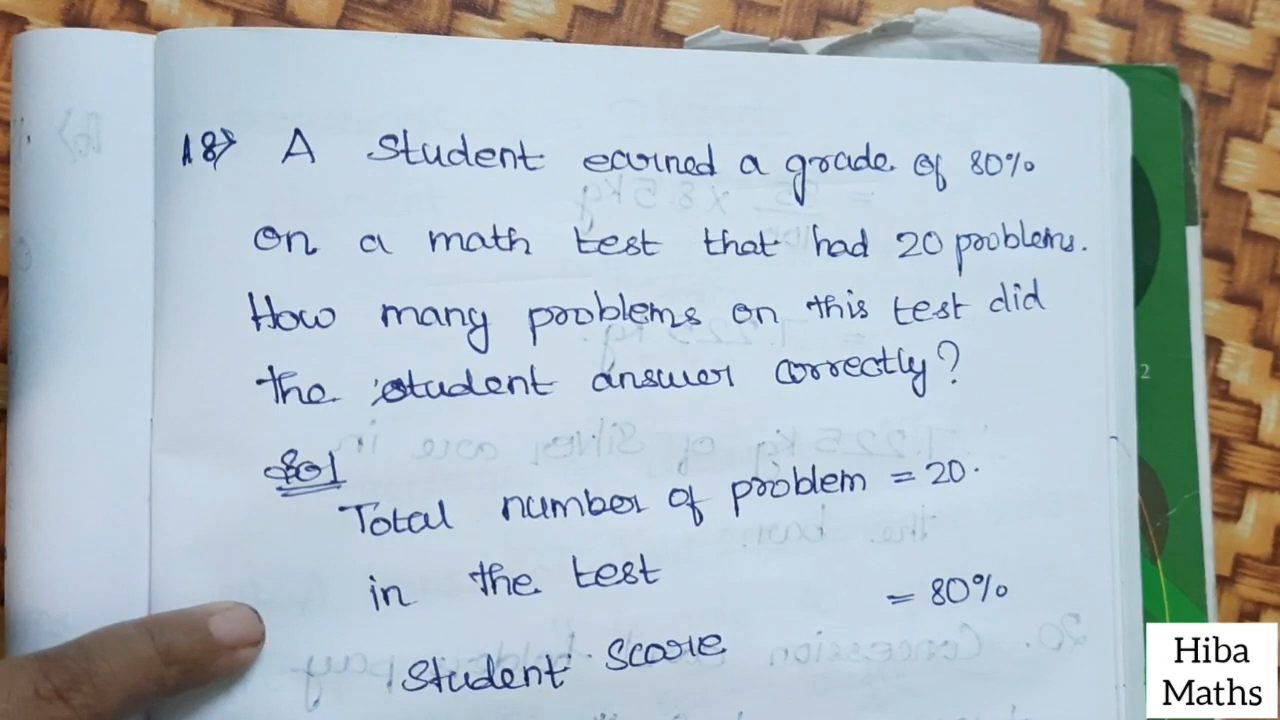 18) A student earned a grade of 80%
on a math test that had 20 problems.
How many problems on this test did
the student answer correctly?
Sol
Total number of problem = 20.
in the test
= 80%
Student Score
2
Hiba
Maths